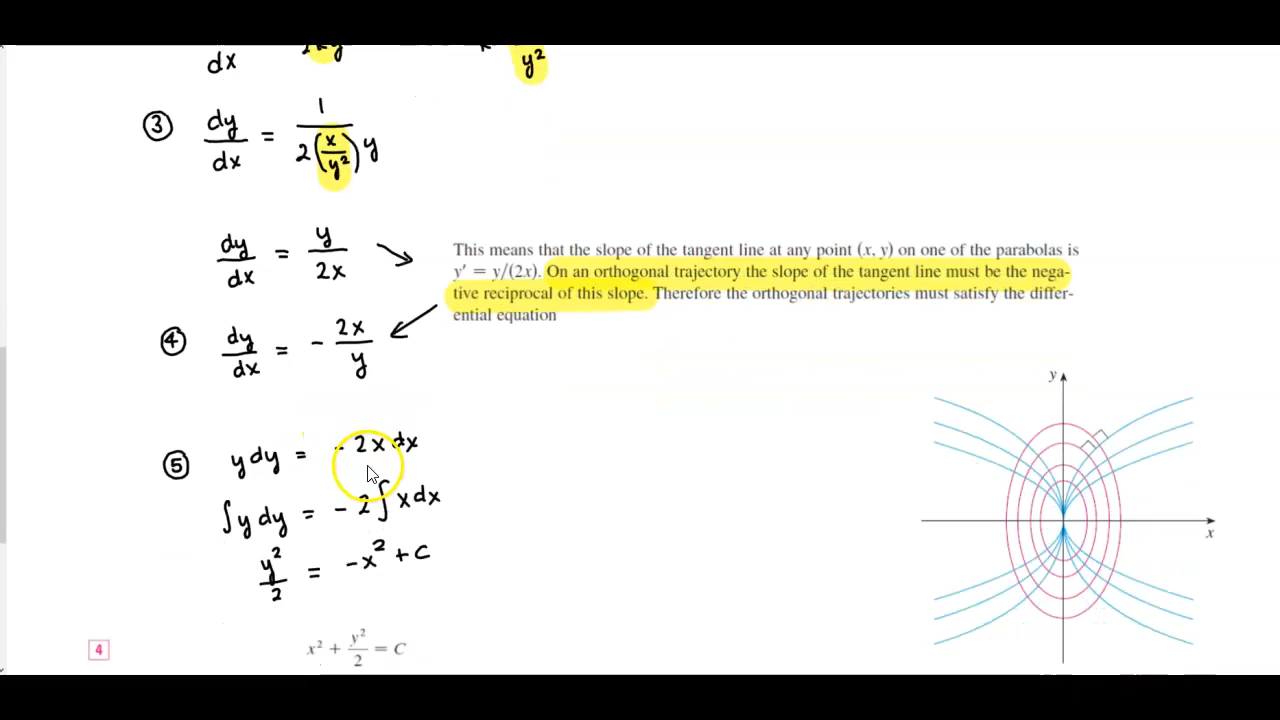 dy/dx
y²
③ dy/dx = 1/(2(x/y²)y)
dy/dx = y/2x
This means that the slope of the tangent line at any point (x, y) on one of the parabolas is
y′ = y/(2x). On an orthogonal trajectory the slope of the tangent line must be the nega-
tive reciprocal of this slope. Therefore the orthogonal trajectories must satisfy the differ-
ential equation
④ dy/dx = - 2x/y
y
x
⑤ y dy = - 2x dx
∫y dy = - 2∫x dx
y²/2 = -x² + C
4
x² + y²/2 = C